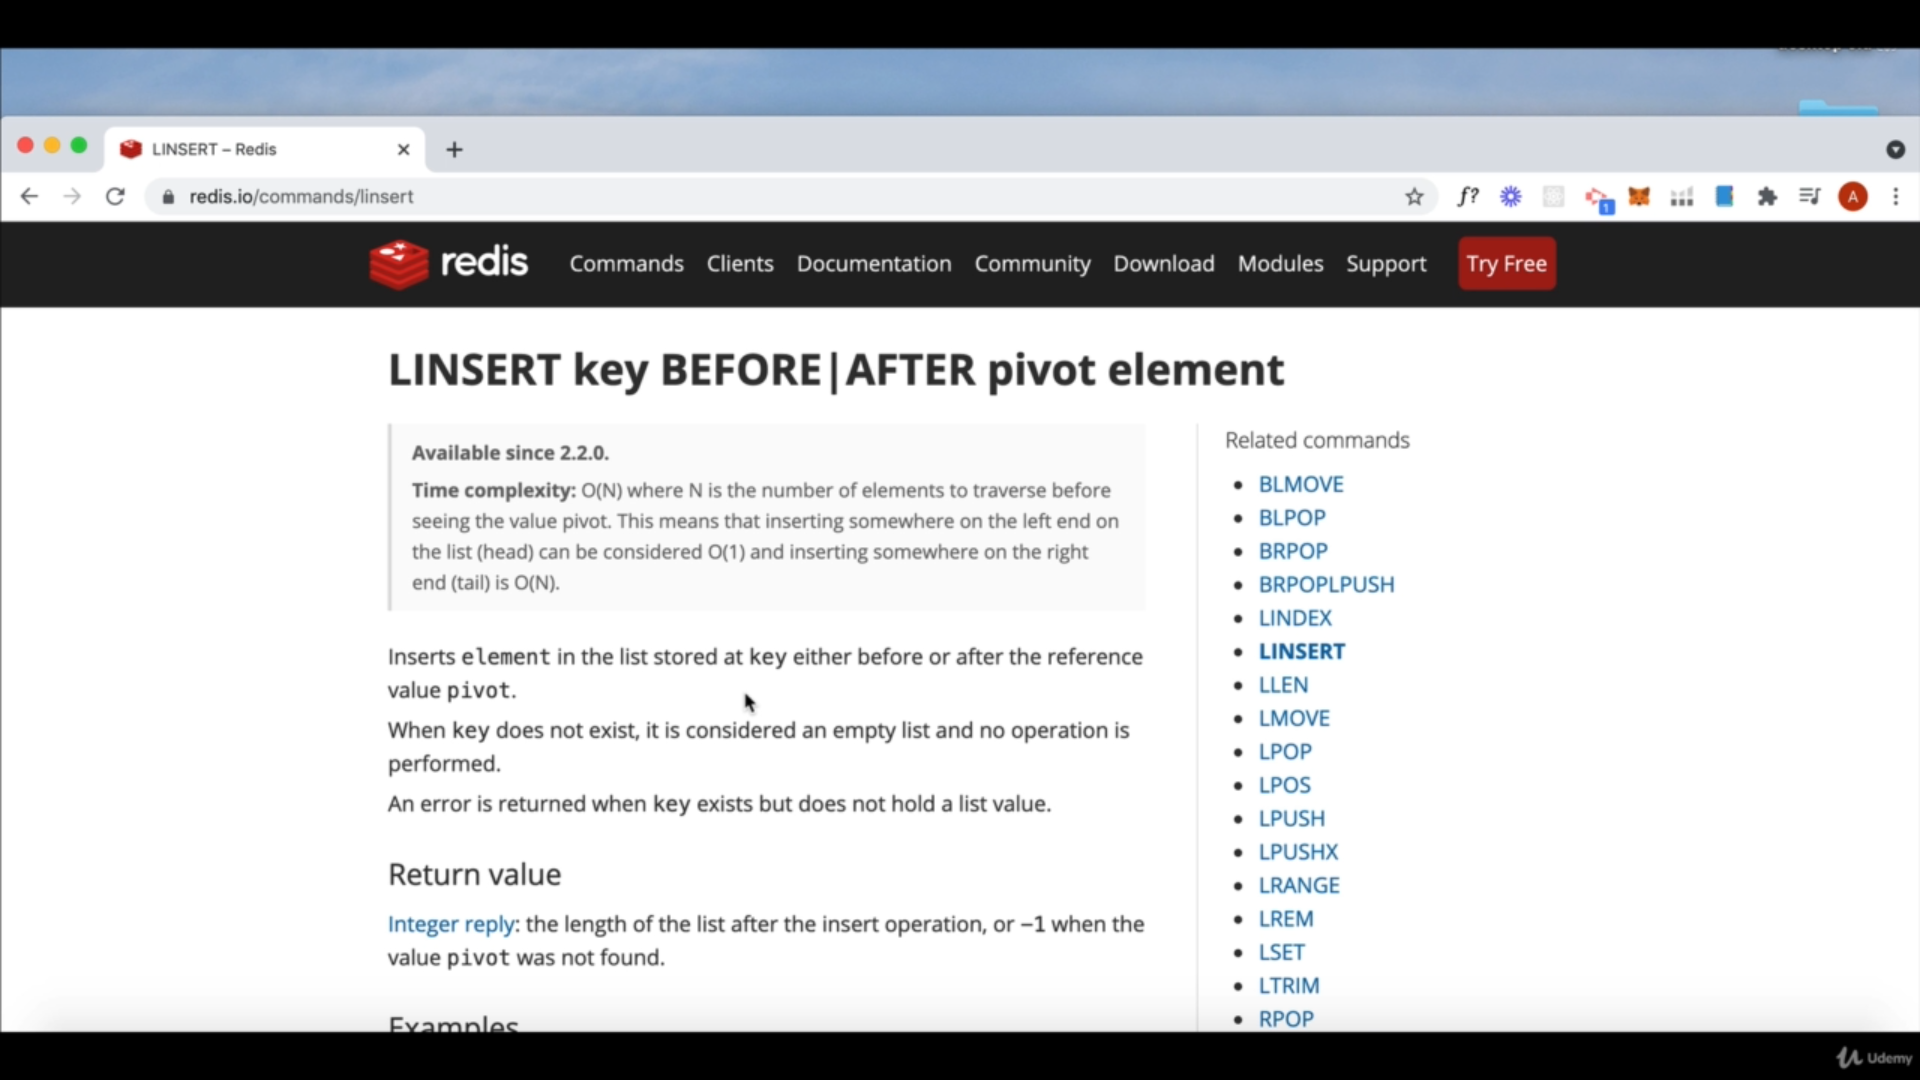 LINSERT – Redis
redis.io/commands/linsert
f?
1
A
redis
Commands Clients Documentation Community Download Modules Support Try Free
LINSERT key BEFORE|AFTER pivot element
Available since 2.2.0.
Time complexity: O(N) where N is the number of elements to traverse before
seeing the value pivot. This means that inserting somewhere on the left end on
the list (head) can be considered O(1) and inserting somewhere on the right
end (tail) is O(N).
Inserts element in the list stored at key either before or after the reference
value pivot.
When key does not exist, it is considered an empty list and no operation is
performed.
An error is returned when key exists but does not hold a list value.
Return value
Integer reply: the length of the list after the insert operation, or −1 when the
value pivot was not found.
Examples
Related commands
BLMOVE
BLPOP
BRPOP
BRPOPLPUSH
LINDEX
LINSERT
LLEN
LMOVE
LPOP
LPOS
LPUSH
LPUSHX
LRANGE
LREM
LSET
LTRIM
RPOP
Udemy